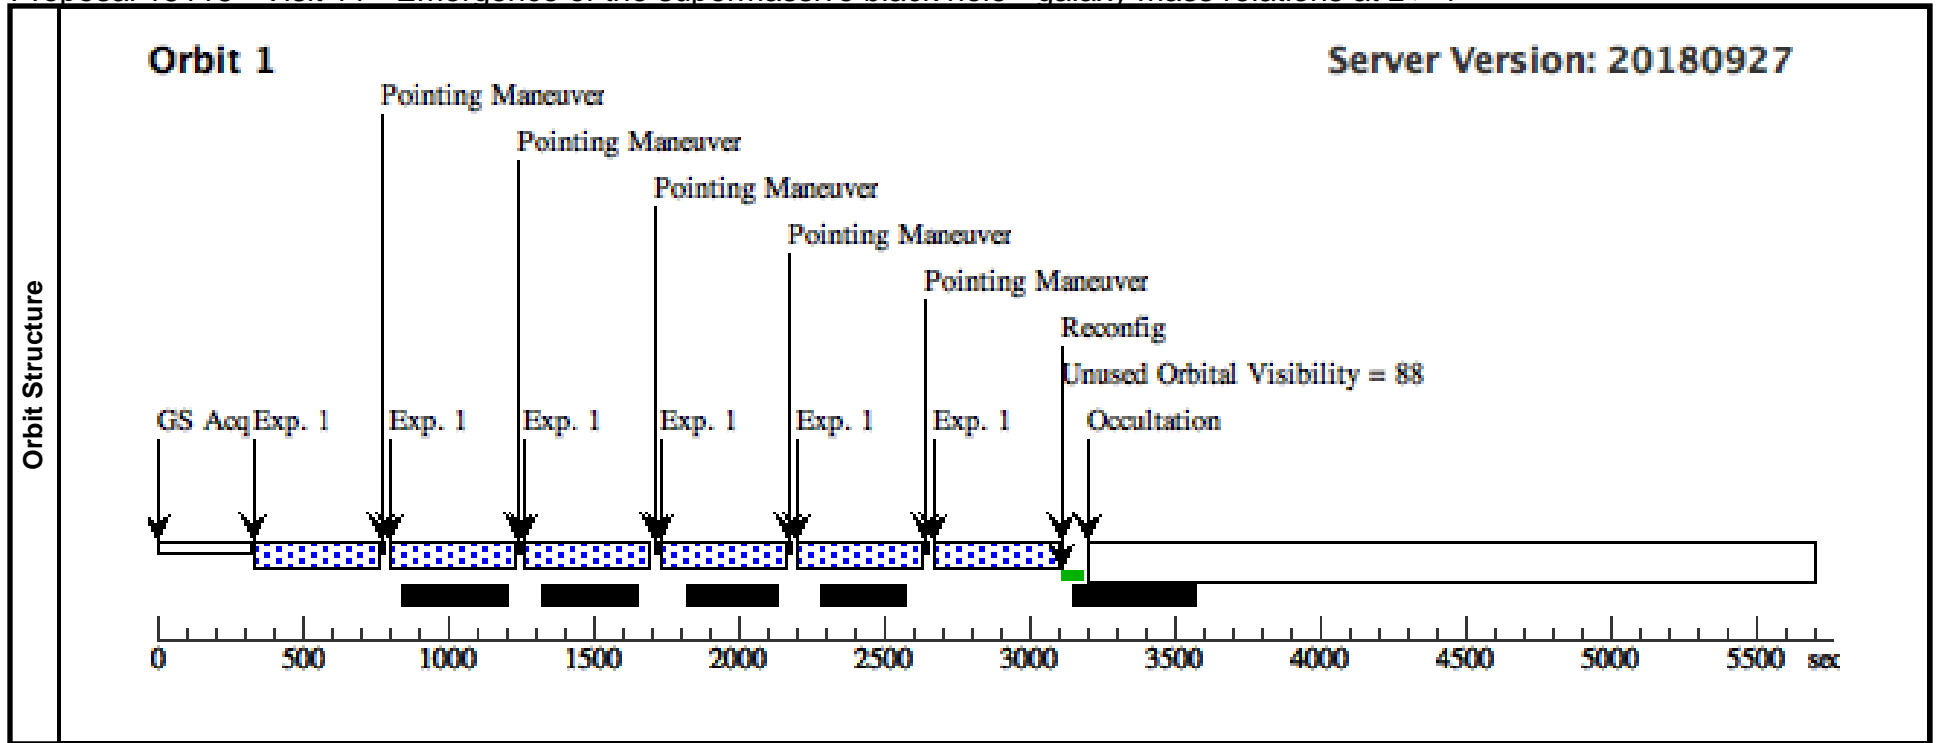 Orbit Structure
Orbit 1
Server Version: 20180927
Pointing Maneuver
Pointing Maneuver
Pointing Maneuver
Pointing Maneuver
Pointing Maneuver
Reconfig
Unused Orbital Visibility = 88
GS Acq Exp. 1 Exp. 1 Exp. 1 Exp. 1 Exp. 1 Exp. 1 Occultation
0 500 1000 1500 2000 2500 3000 3500 4000 4500 5000 5500 sec